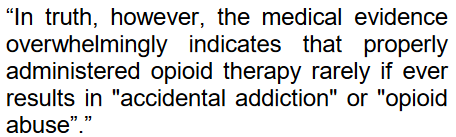 “In truth, however, the medical evidence
overwhelmingly indicates that properly
administered opioid therapy rarely if ever
results in "accidental addiction" or "opioid
abuse”.”